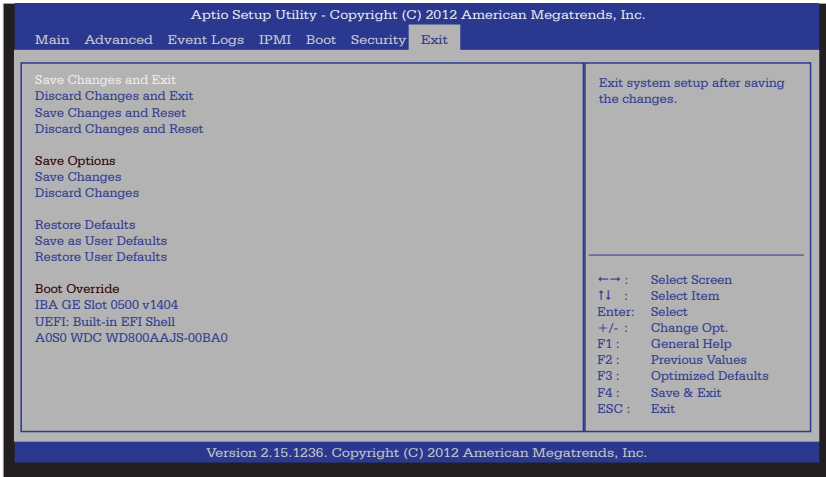 Aptio Setup Utility - Copyright (C) 2012 American Megatrends, Inc.
Main Advanced Event Logs IPMI Boot Security Exit
Save Changes and Exit
Discard Changes and Exit
Save Changes and Reset
Discard Changes and Reset
Save Options
Save Changes
Discard Changes
Restore Defaults
Save as User Defaults
Restore User Defaults
Boot Override
IBA GE Slot 0500 v1404
UEFI: Built-in EFI Shell
A0S0 WDC WD800AAJS-00BA0
Exit system setup after saving
the changes.
←→ : Select Screen
↑↓ : Select Item
Enter: Select
+/- : Change Opt.
F1 : General Help
F2 : Previous Values
F3 : Optimized Defaults
F4 : Save & Exit
ESC : Exit
Version 2.15.1236. Copyright (C) 2012 American Megatrends, Inc.